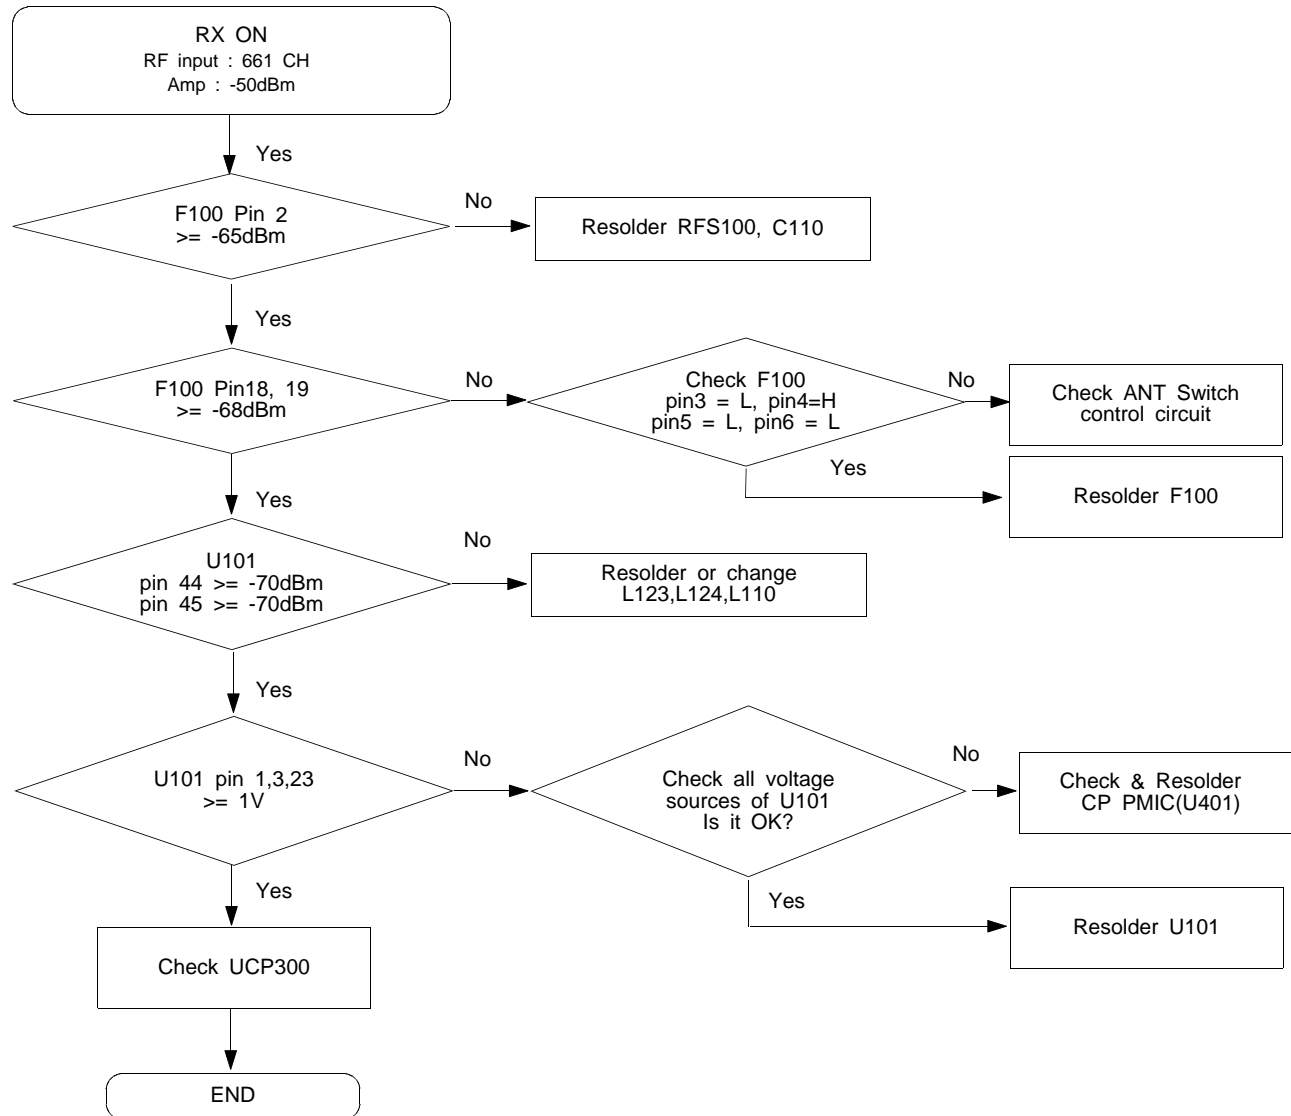 RX ON
RF input : 661 CH
Amp : -50dBm
Yes
F100 Pin 2
>= -65dBm
No
Resolder RFS100, C110
Yes
F100 Pin18, 19
>= -68dBm
No
Check F100
pin3 = L, pin4=H
pin5 = L, pin6 = L
No
Check ANT Switch
control circuit
Yes
Resolder F100
Yes
U101
pin 44 >= -70dBm
pin 45 >= -70dBm
No
Resolder or change
L123,L124,L110
Yes
U101 pin 1,3,23
>= 1V
No
Check all voltage
sources of U101
Is it OK?
No
Check & Resolder
CP PMIC(U401)
Yes
Resolder U101
Yes
Check UCP300
END